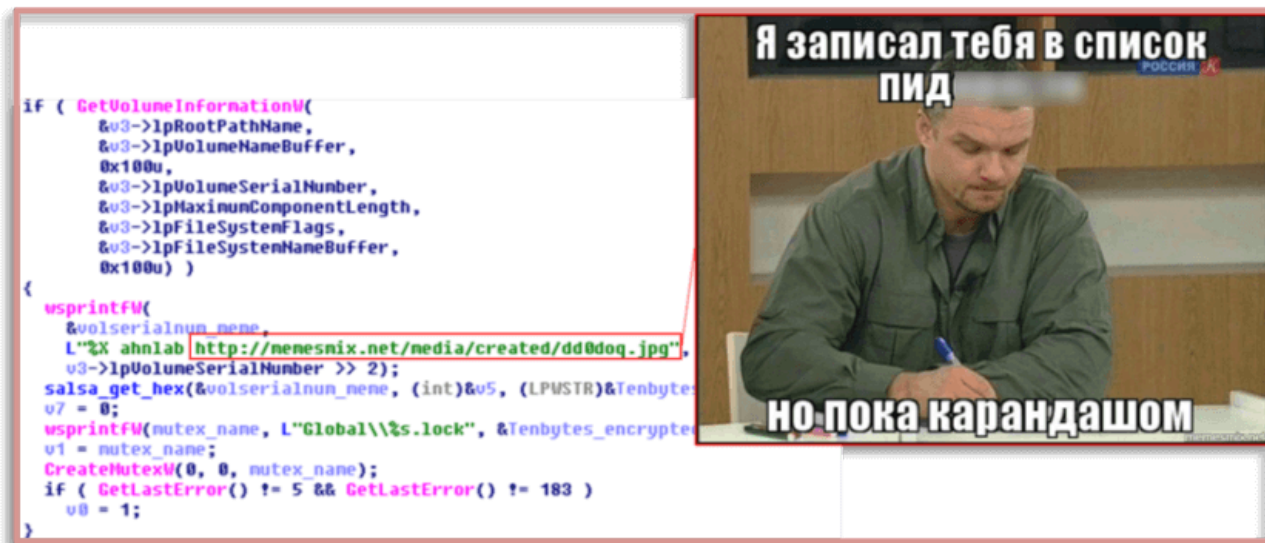 if ( GetVolumeInformationW(
&v3->lpRootPathName,
&v3->lpVolumeNameBuffer,
0x100u,
&v3->lpVolumeSerialNumber,
&v3->lpMaximumComponentLength,
&v3->lpFileSystemFlags,
&v3->lpFileSystemNameBuffer,
0x100u) )
{
wsprintfW(
&volserialnum_meme,
L"%X ahnlab http://memesmix.net/media/created/dd0doq.jpg",
v3->lpVolumeSerialNumber >> 2);
salsa_get_hex(&volserialnum_meme, (int)&v5, (LPWSTR)&Tenbytes
v7 = 0;
wsprintfW(mutex_name, L"Global\\%s.lock", &Tenbytes_encrypte
v1 = mutex_name;
CreateMutexW(0, 0, mutex_name);
if ( GetLastError() != 5 && GetLastError() != 183 )
v0 = 1;
}
Я записал тебя в список
РОССИЯ К
пид
но пока карандашом